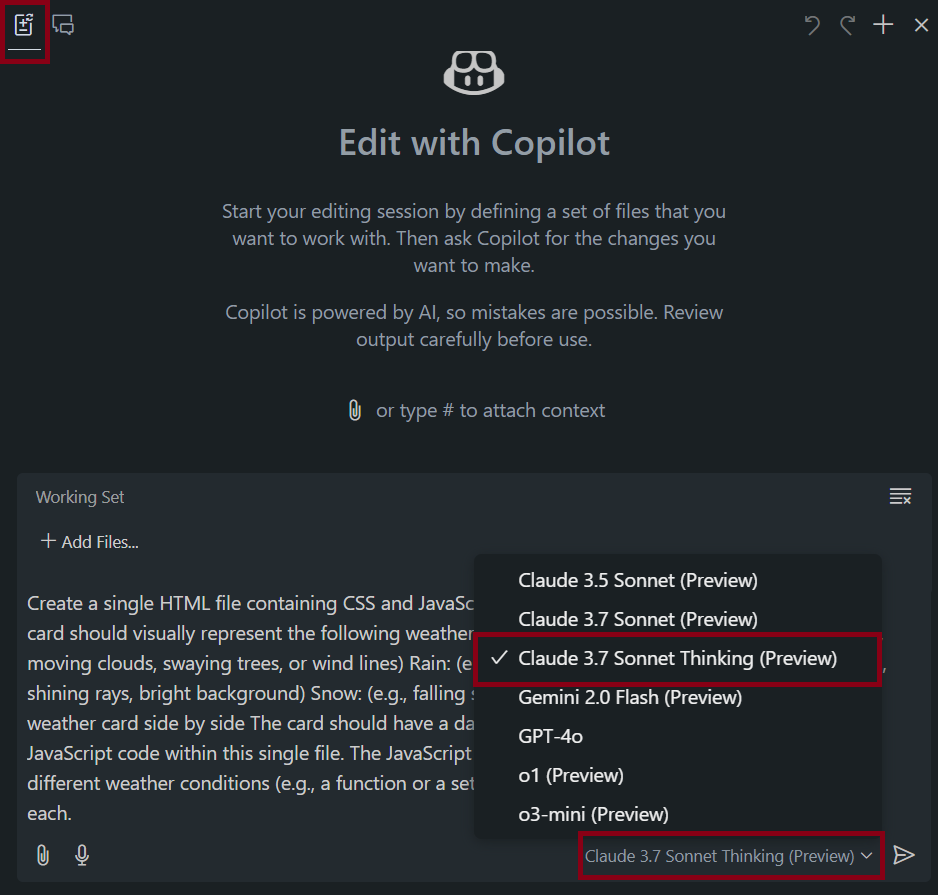 Edit with Copilot
Start your editing session by defining a set of files that you
want to work with. Then ask Copilot for the changes you
want to make.
Copilot is powered by AI, so mistakes are possible. Review
output carefully before use.
or type # to attach context
Working Set
+ Add Files...
Create a single HTML file containing CSS and JavaSc
card should visually represent the following weather
moving clouds, swaying trees, or wind lines) Rain: (e
shining rays, bright background) Snow: (e.g., falling
weather card side by side The card should have a da
JavaScript code within this single file. The JavaScript
different weather conditions (e.g., a function or a set
each.
Claude 3.5 Sonnet (Preview)
Claude 3.7 Sonnet (Preview)
Claude 3.7 Sonnet Thinking (Preview)
Gemini 2.0 Flash (Preview)
GPT-4o
o1 (Preview)
o3-mini (Preview)
Claude 3.7 Sonnet Thinking (Preview)